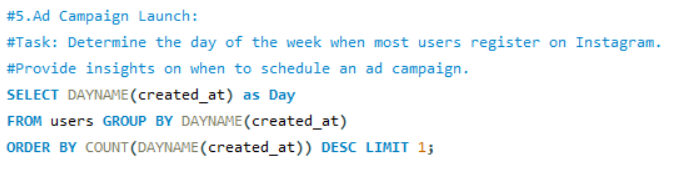 #5.Ad Campaign Launch:
#Task: Determine the day of the week when most users register on Instagram.
#Provide insights on when to schedule an ad campaign.
SELECT DAYNAME(created_at) as Day
FROM users GROUP BY DAYNAME(created_at)
ORDER BY COUNT(DAYNAME(created_at)) DESC LIMIT 1;